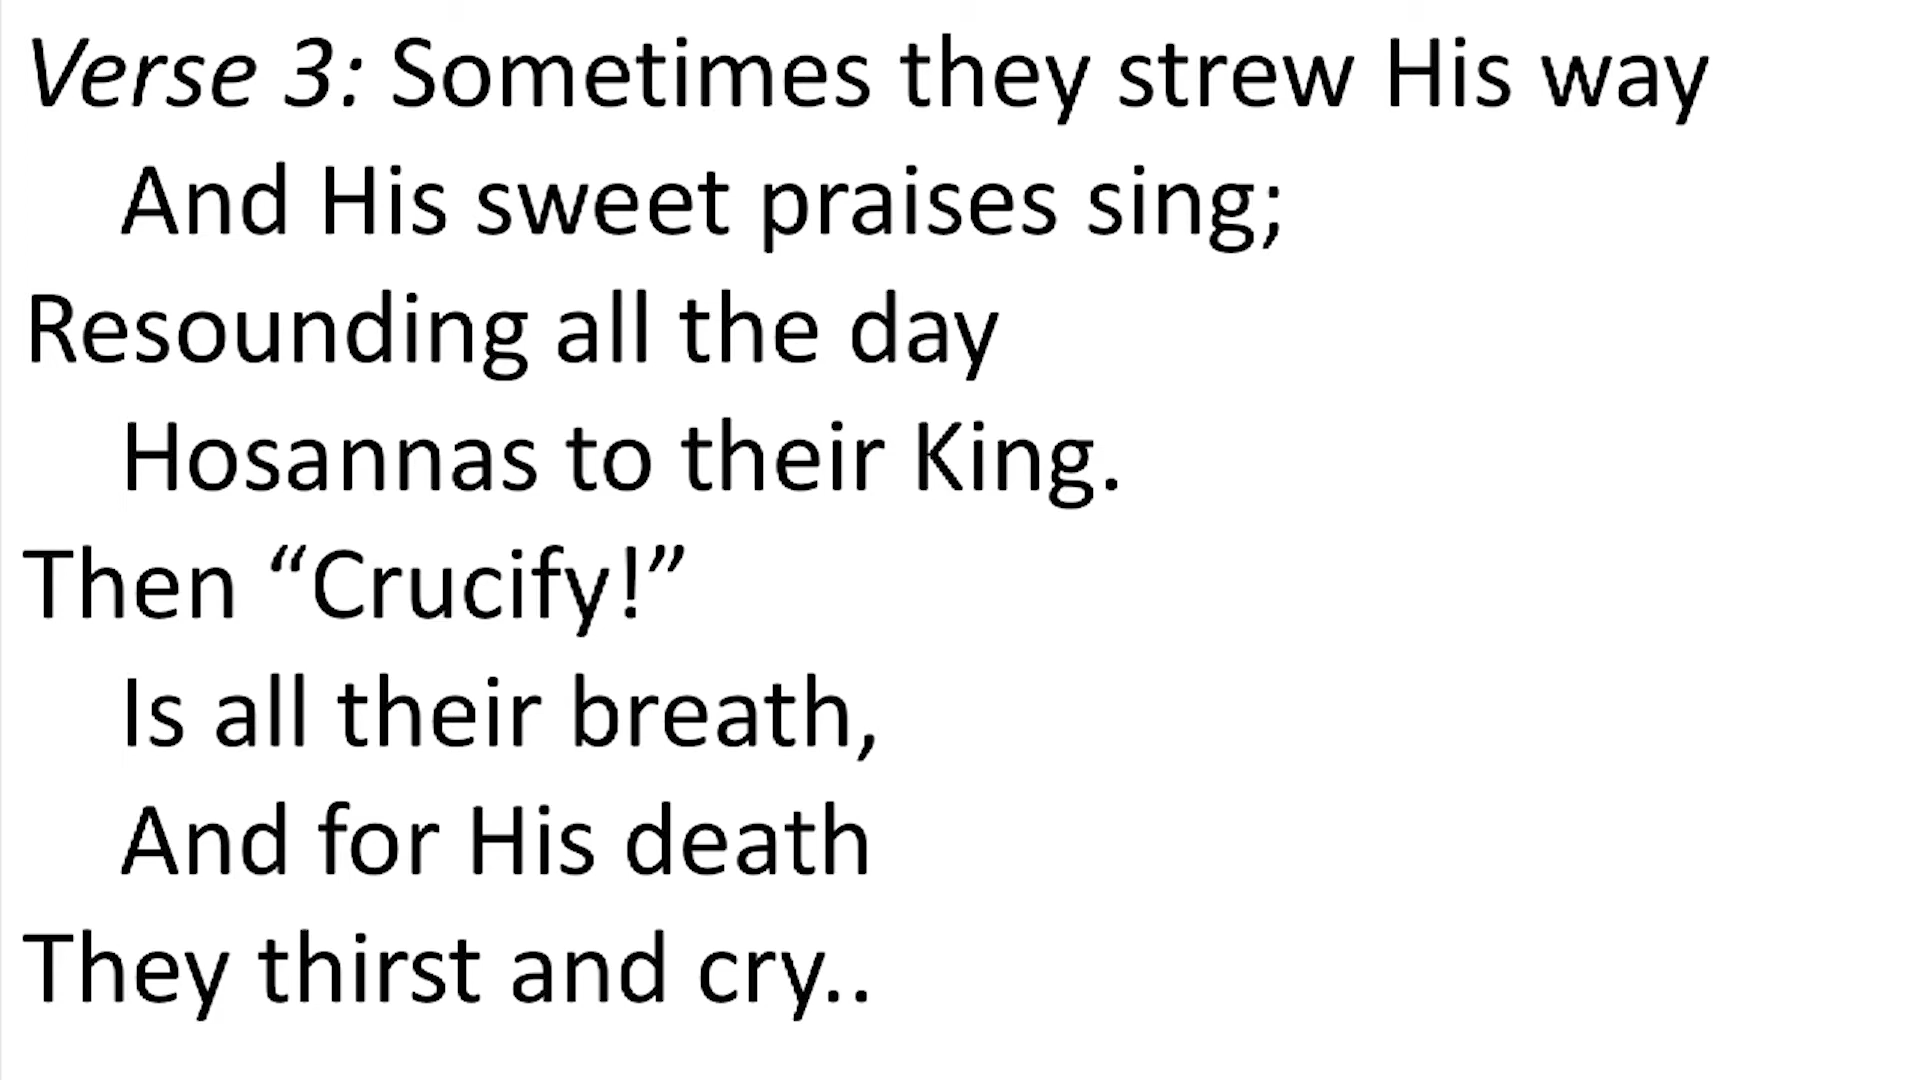 Verse 3: Sometimes they strew His way
And His sweet praises sing;
Resounding all the day
Hosannas to their King.
Then “Crucify!”
Is all their breath,
And for His death
They thirst and cry..